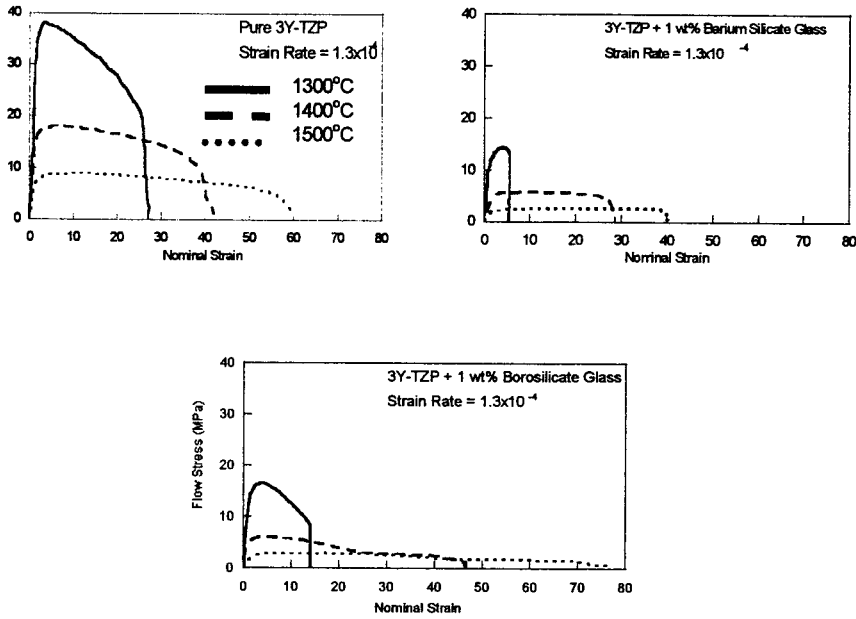 40
30
20
10
0
Pure 3Y-TZP
Strain Rate = 1.3x10 -4
1300°C
1400°C
1500°C
0 10 20 30 40 50 60 70 80
Nominal Strain
40
30
20
10
0
3Y-TZP + 1 wt% Barium Silicate Glass
Strain Rate = 1.3x10 -4
0 10 20 30 40 50 60 70 80
Nominal Strain
Flow Stress (MPa)
40
30
20
10
0
3Y-TZP + 1 wt% Borosilicate Glass
Strain Rate = 1.3x10 -4
0 10 20 30 40 50 60 70 80
Nominal Strain